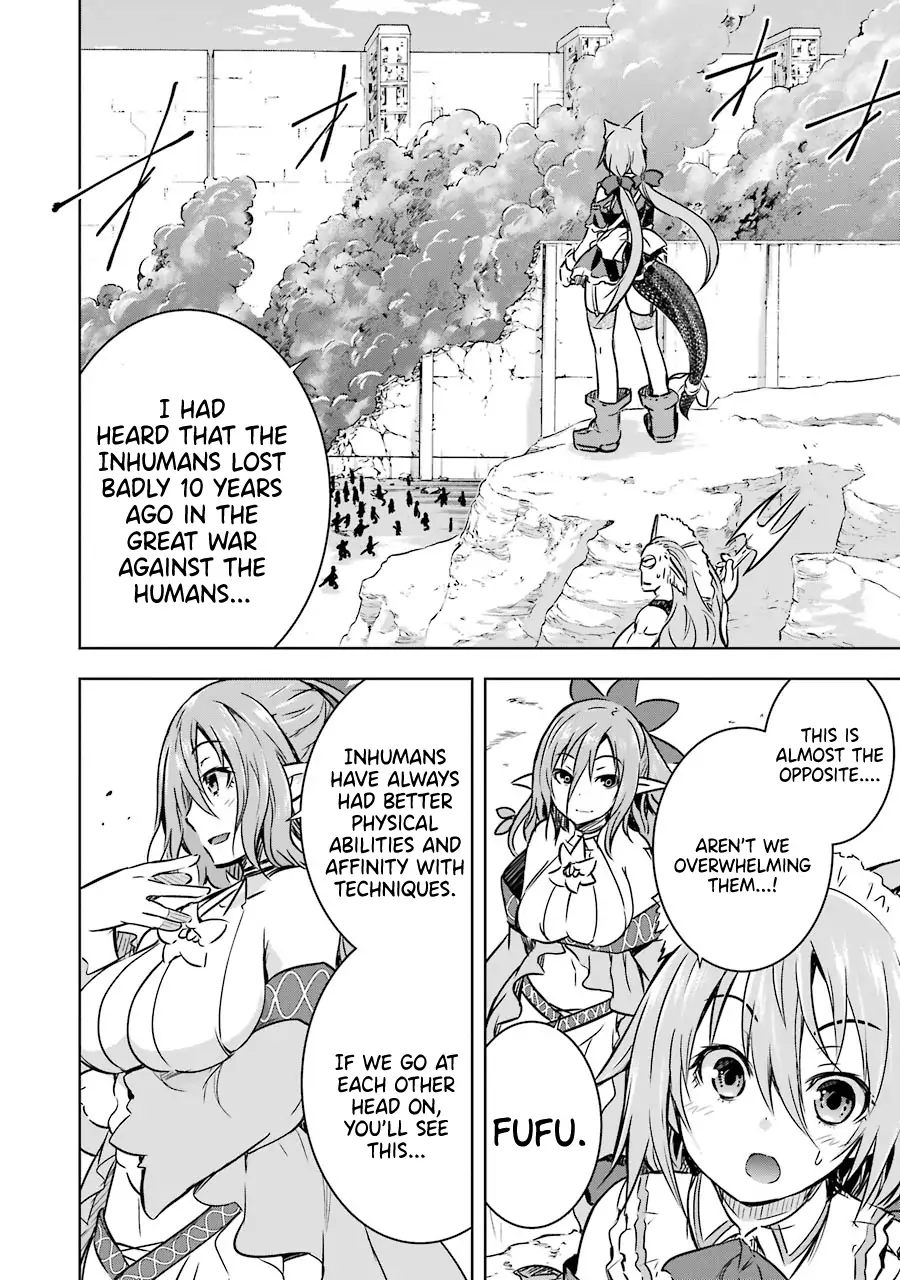 I HAD
HEARD THAT THE
INHUMANS LOST
BADLY 10 YEARS
AGO IN THE
GREAT WAR
AGAINST THE
HUMANS...
THIS IS
ALMOST THE
OPPOSITE....
AREN'T WE
OVERWHELMING
THEM...!
FUFU.
INHUMANS
HAVE ALWAYS
HAD BETTER
PHYSICAL
ABILITIES AND
AFFINITY WITH
TECHNIQUES.
IF WE GO AT
EACH OTHER
HEAD ON,
YOU'LL SEE
THIS...